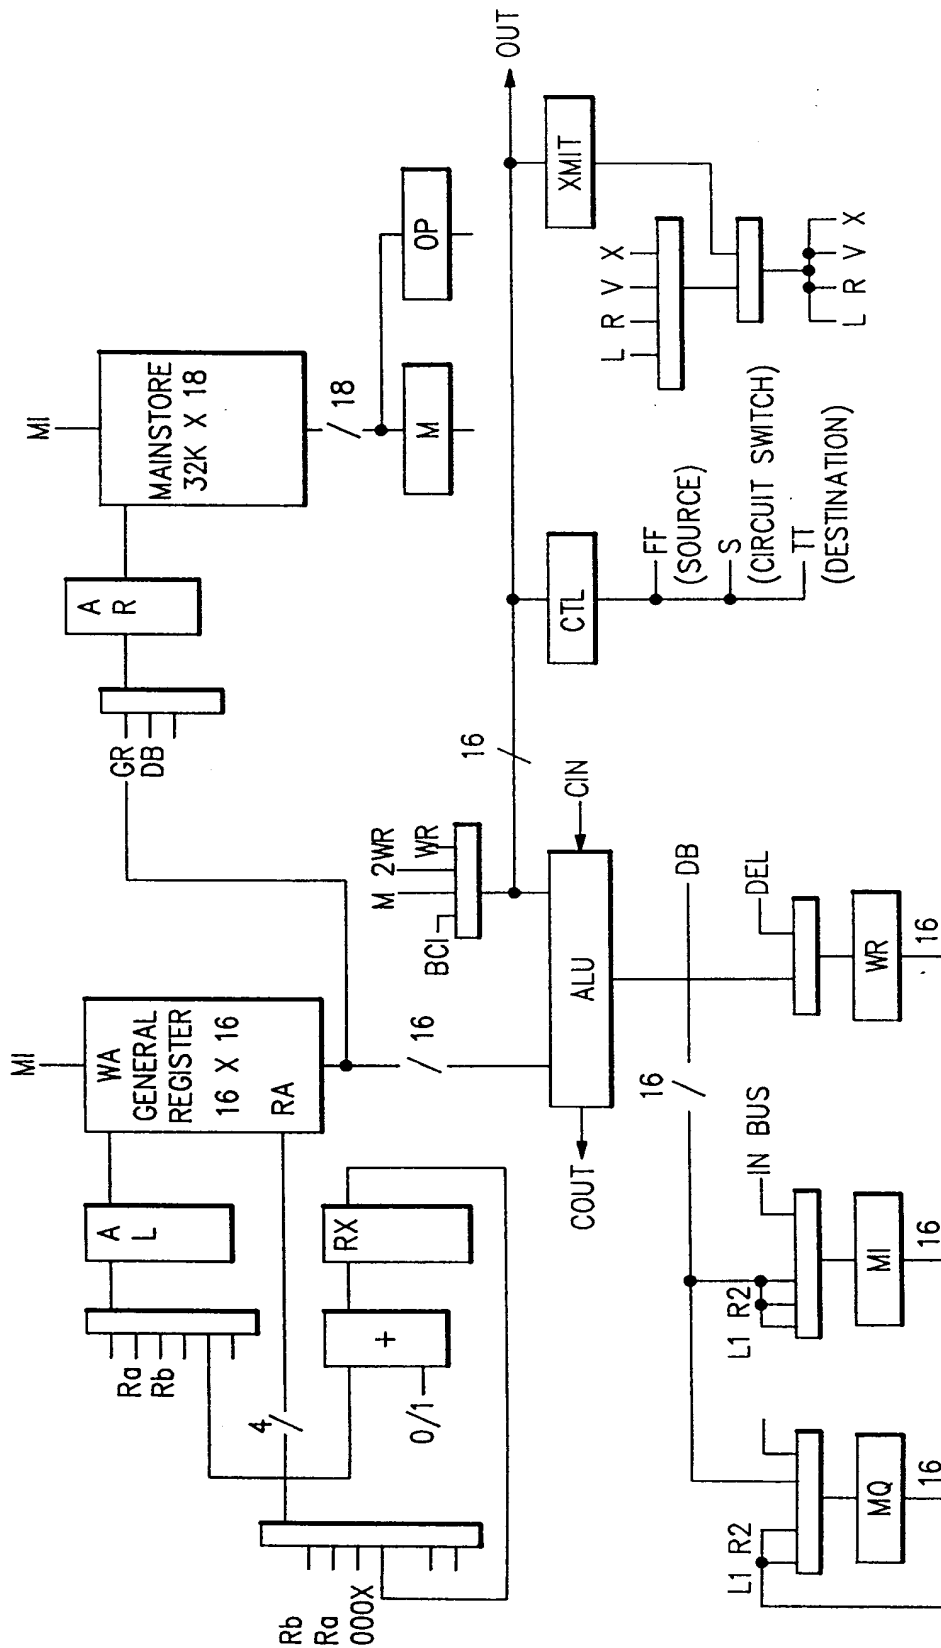 MI
WA
GENERAL
REGISTER
16 X 16
RA
A
L
Ra
Rb
4
RX
+
0/1
Rb
Ra
000X
MI
MAINSTORE
32K X 18
A
R
GR
DB
18
M
OP
16
BCI
M
2WR
WR
16
CIN
ALU
COUT
OUT
XMIT
L R V X
L R V X
CTL
FF
(SOURCE)
S
(CIRCUIT SWITCH)
TT
(DESTINATION)
DB
16
L1 R2
MQ
16
L1 R2
IN BUS
MI
16
DEL
WR
16